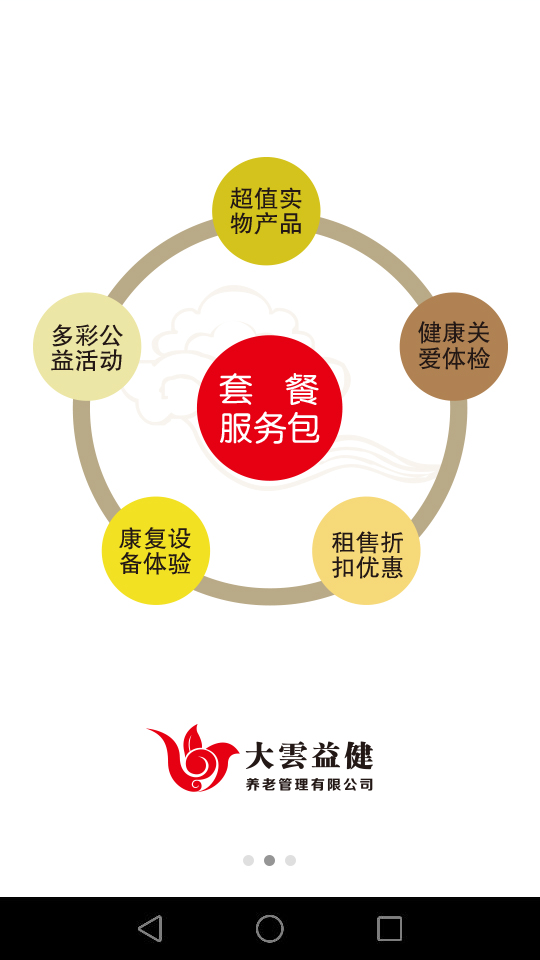 超值实
物产品
多彩公
益活动
健康关
爱体检
套 餐
服务包
康复设
备体验
租售折
扣优惠
大雲益健
养老管理有限公司